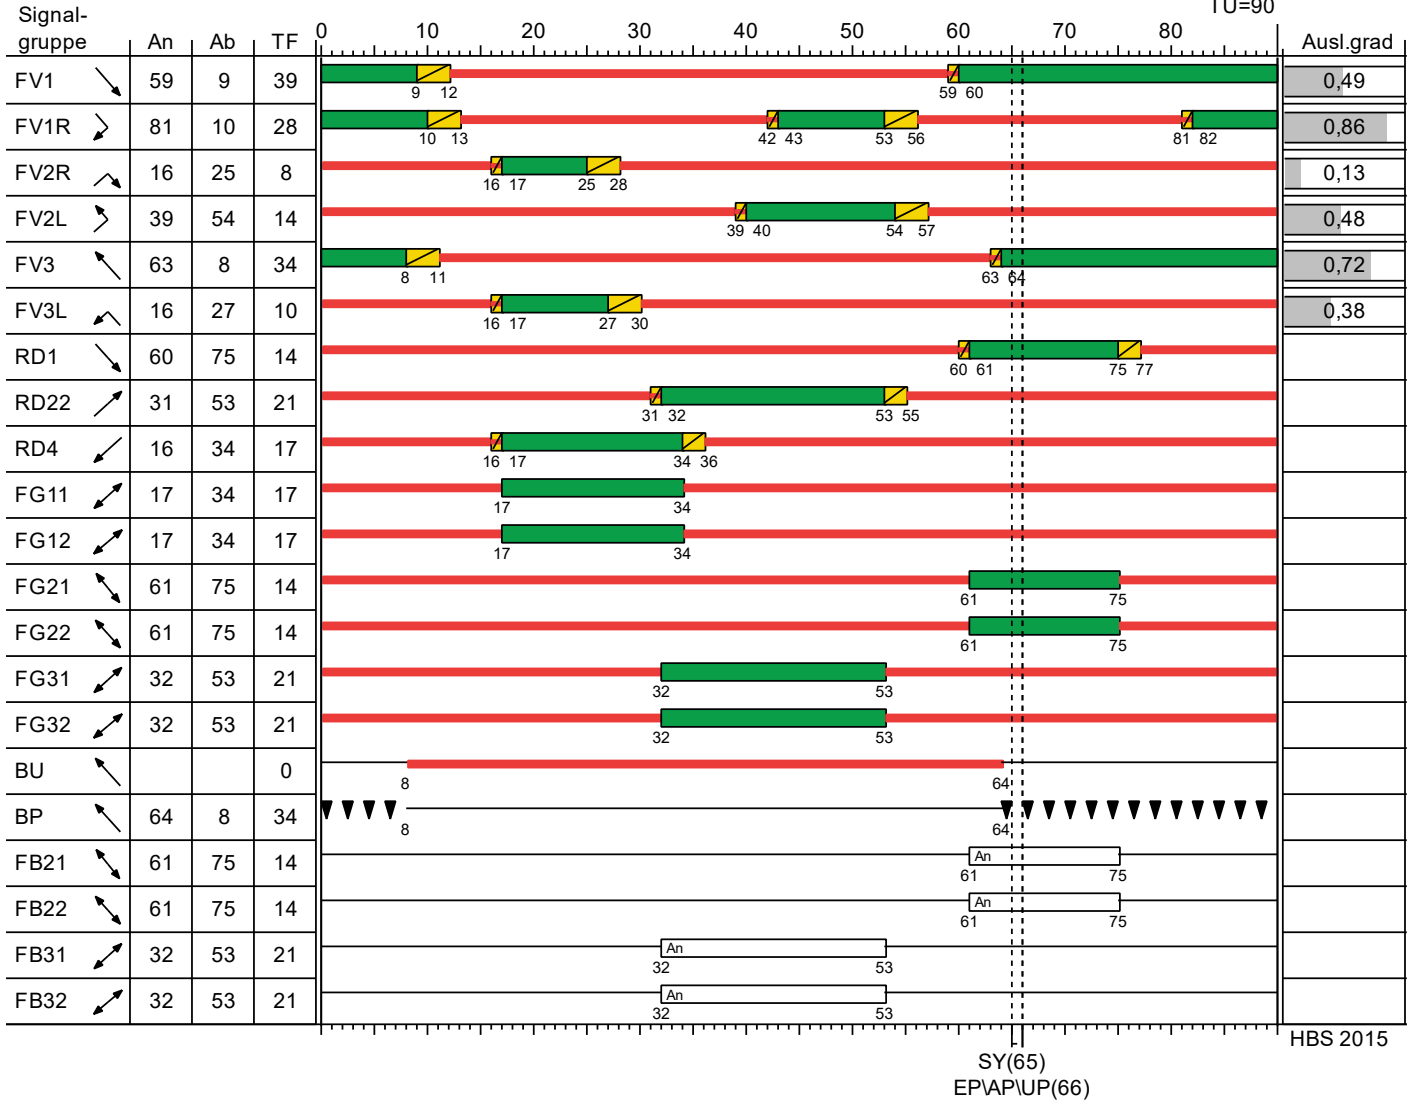 TU=90
Signal-
gruppe An Ab TF 0 10 20 30 40 50 60 70 80 Ausl.grad
FV1 59 9 39 0,49
9 12 59 60
FV1R 81 10 28 0,86
10 13 42 43 53 56 81 82
FV2R 16 25 8 0,13
16 17 25 28
FV2L 39 54 14 0,48
39 40 54 57
FV3 63 8 34 0,72
8 11 63 64
FV3L 16 27 10 0,38
16 17 27 30
RD1 60 75 14
60 61 75 77
RD22 31 53 21
31 32 53 55
RD4 16 34 17
16 17 34 36
FG11 17 34 17
17 34
FG12 17 34 17
17 34
FG21 61 75 14
61 75
FG22 61 75 14
61 75
FG31 32 53 21
32 53
FG32 32 53 21
32 53
BU 0
8 64
BP 64 8 34
8 64
FB21 61 75 14 An
61 75
FB22 61 75 14 An
61 75
FB31 32 53 21 An
32 53
FB32 32 53 21 An
32 53
HBS 2015
SY(65)
EP\AP\UP(66)